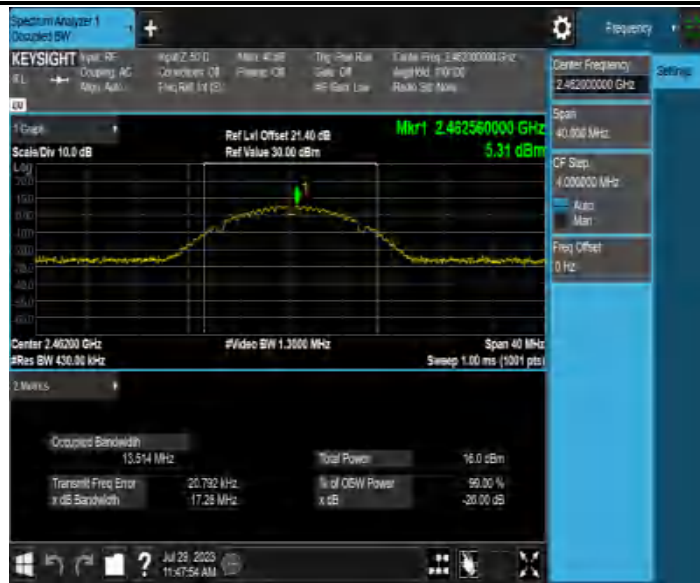 Spectrum Analyzer 1
Occupied BW
+
Frequency
KEYSIGHT Input: RF
Coupling: AC
Align: Auto
Input Z: 50 Ω
Corrections: Off
Freq Ref: Int (S)
Atten: 40 dB
Preamp: Off
Trig: Free Run
Gate: Off
#IF Gain: Low
Center Freq: 2.462000000 GHz
Avg|Hold: 100/100
Radio Std: None
Center Frequency
2.462000000 GHz
Settings
Span
40.000 MHz
CF Step
4.000000 MHz
Auto
Man
Freq Offset
0 Hz
1 Graph
Scale/Div 10.0 dB
Log
Ref Lvl Offset 21.40 dB
Ref Value 30.00 dBm
Mkr1 2.462560000 GHz
5.31 dBm
1
Center 2.46200 GHz
#Res BW 430.00 kHz
#Video BW 1.3000 MHz
Span 40 MHz
Sweep 1.00 ms (1001 pts)
2 Metrics
Occupied Bandwidth
13.514 MHz
Total Power 16.0 dBm
Transmit Freq Error 20.792 kHz
% of OBW Power 99.00 %
x dB Bandwidth 17.28 MHz
x dB -20.00 dB
?
Jul 29, 2023
11:47:54 AM